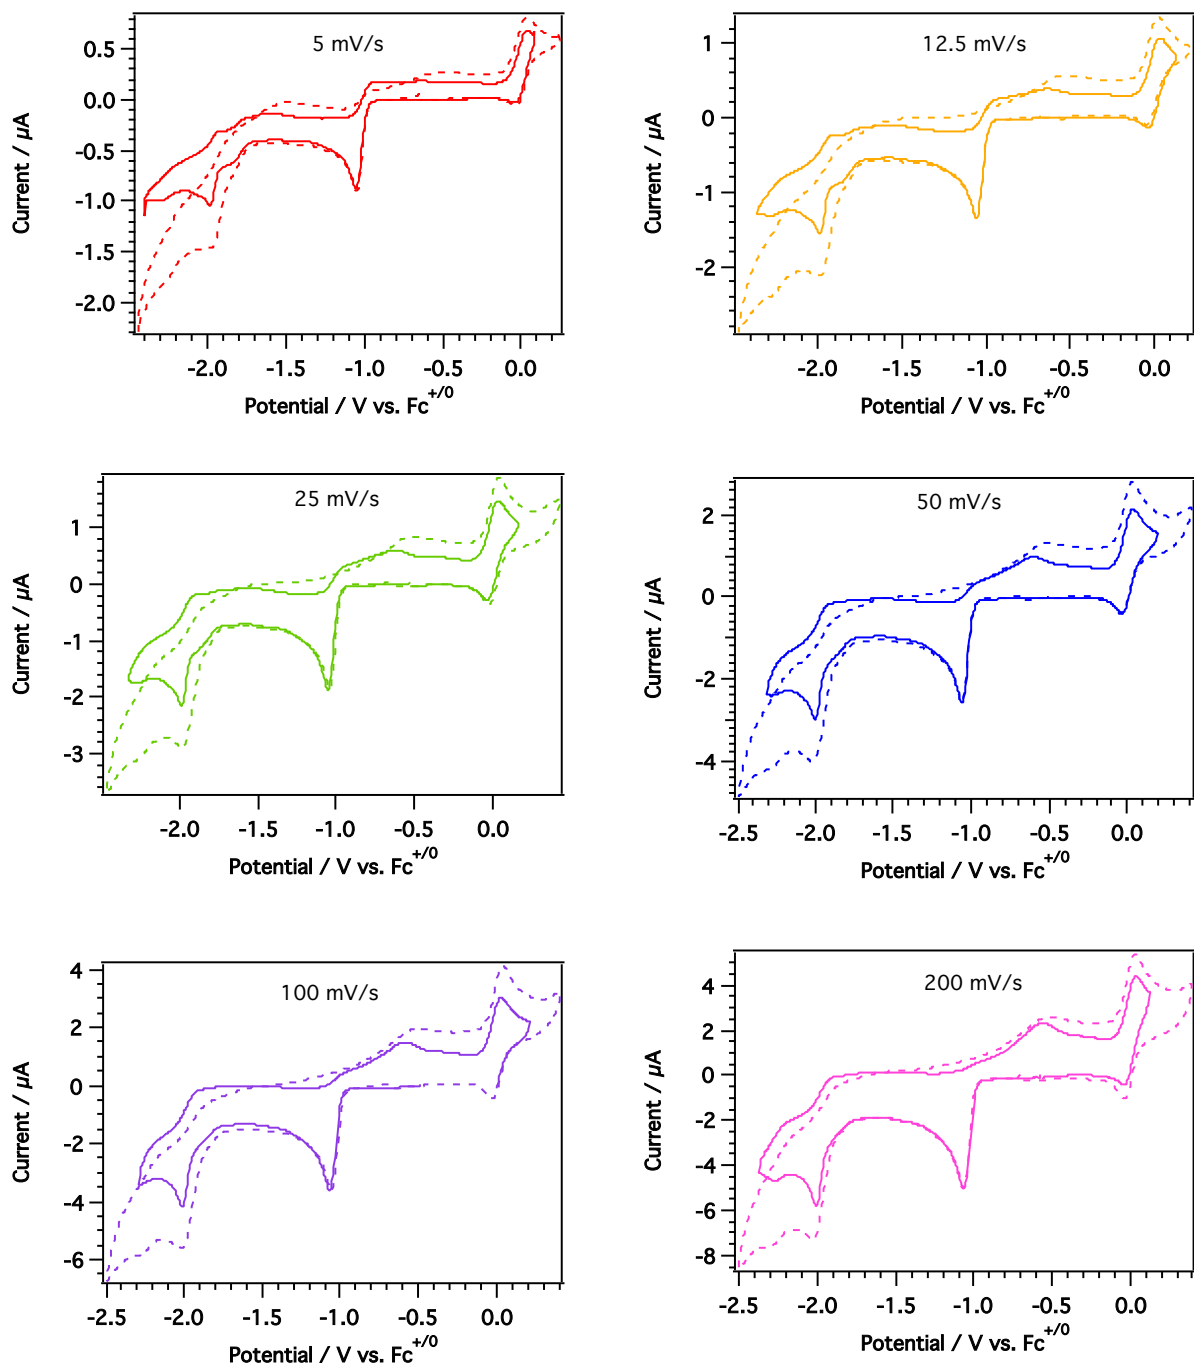 5 mV/s
0.5
0.0
-0.5
-1.0
-1.5
-2.0
Current / µA
-2.0 -1.5 -1.0 -0.5 0.0
Potential / V vs. Fc+/0
12.5 mV/s
1
0
-1
-2
Current / µA
-2.0 -1.5 -1.0 -0.5 0.0
Potential / V vs. Fc+/0
25 mV/s
1
0
-1
-2
-3
Current / µA
-2.0 -1.5 -1.0 -0.5 0.0
Potential / V vs. Fc+/0
50 mV/s
2
0
-2
-4
Current / µA
-2.5 -2.0 -1.5 -1.0 -0.5 0.0
Potential / V vs. Fc+/0
100 mV/s
4
2
0
-2
-4
-6
Current / µA
-2.5 -2.0 -1.5 -1.0 -0.5 0.0
Potential / V vs. Fc+/0
200 mV/s
4
2
0
-2
-4
-6
-8
Current / µA
-2.5 -2.0 -1.5 -1.0 -0.5 0.0
Potential / V vs. Fc+/0